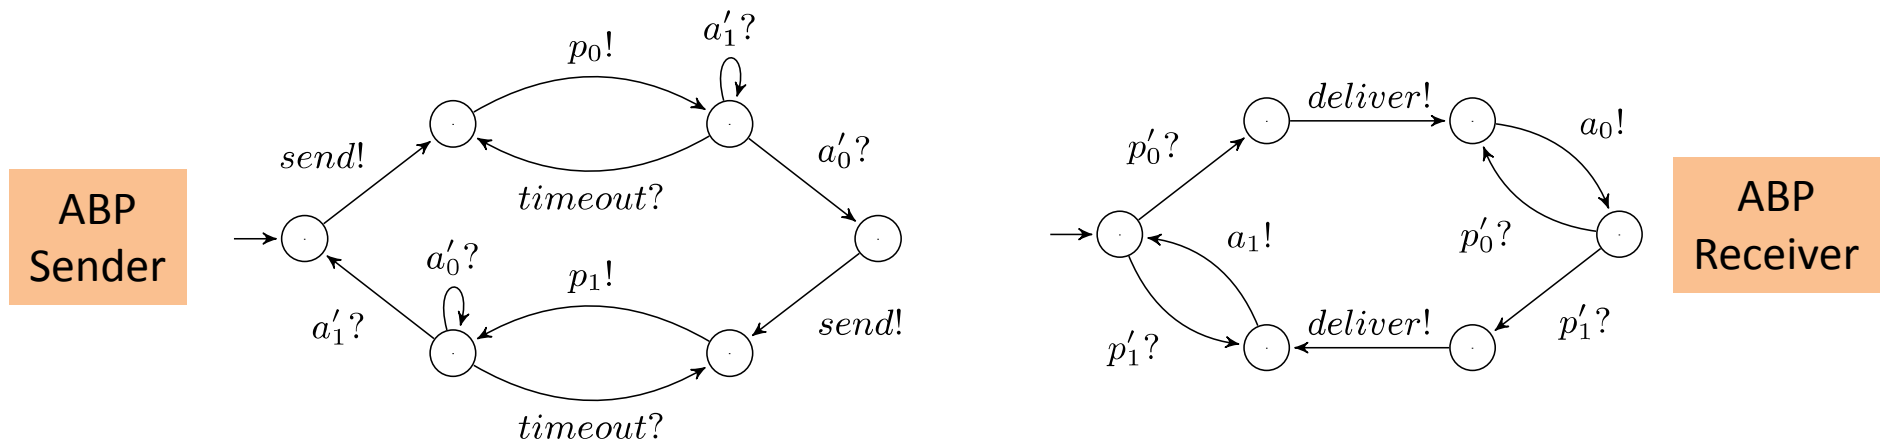 ABP
Sender
send!
p₀!
a′₁?
timeout?
a′₀?
a′₀?
p₁!
a′₁?
send!
timeout?
p′₀?
deliver!
a₀!
p′₀?
a₁!
p′₁?
deliver!
p′₁?
ABP
Receiver